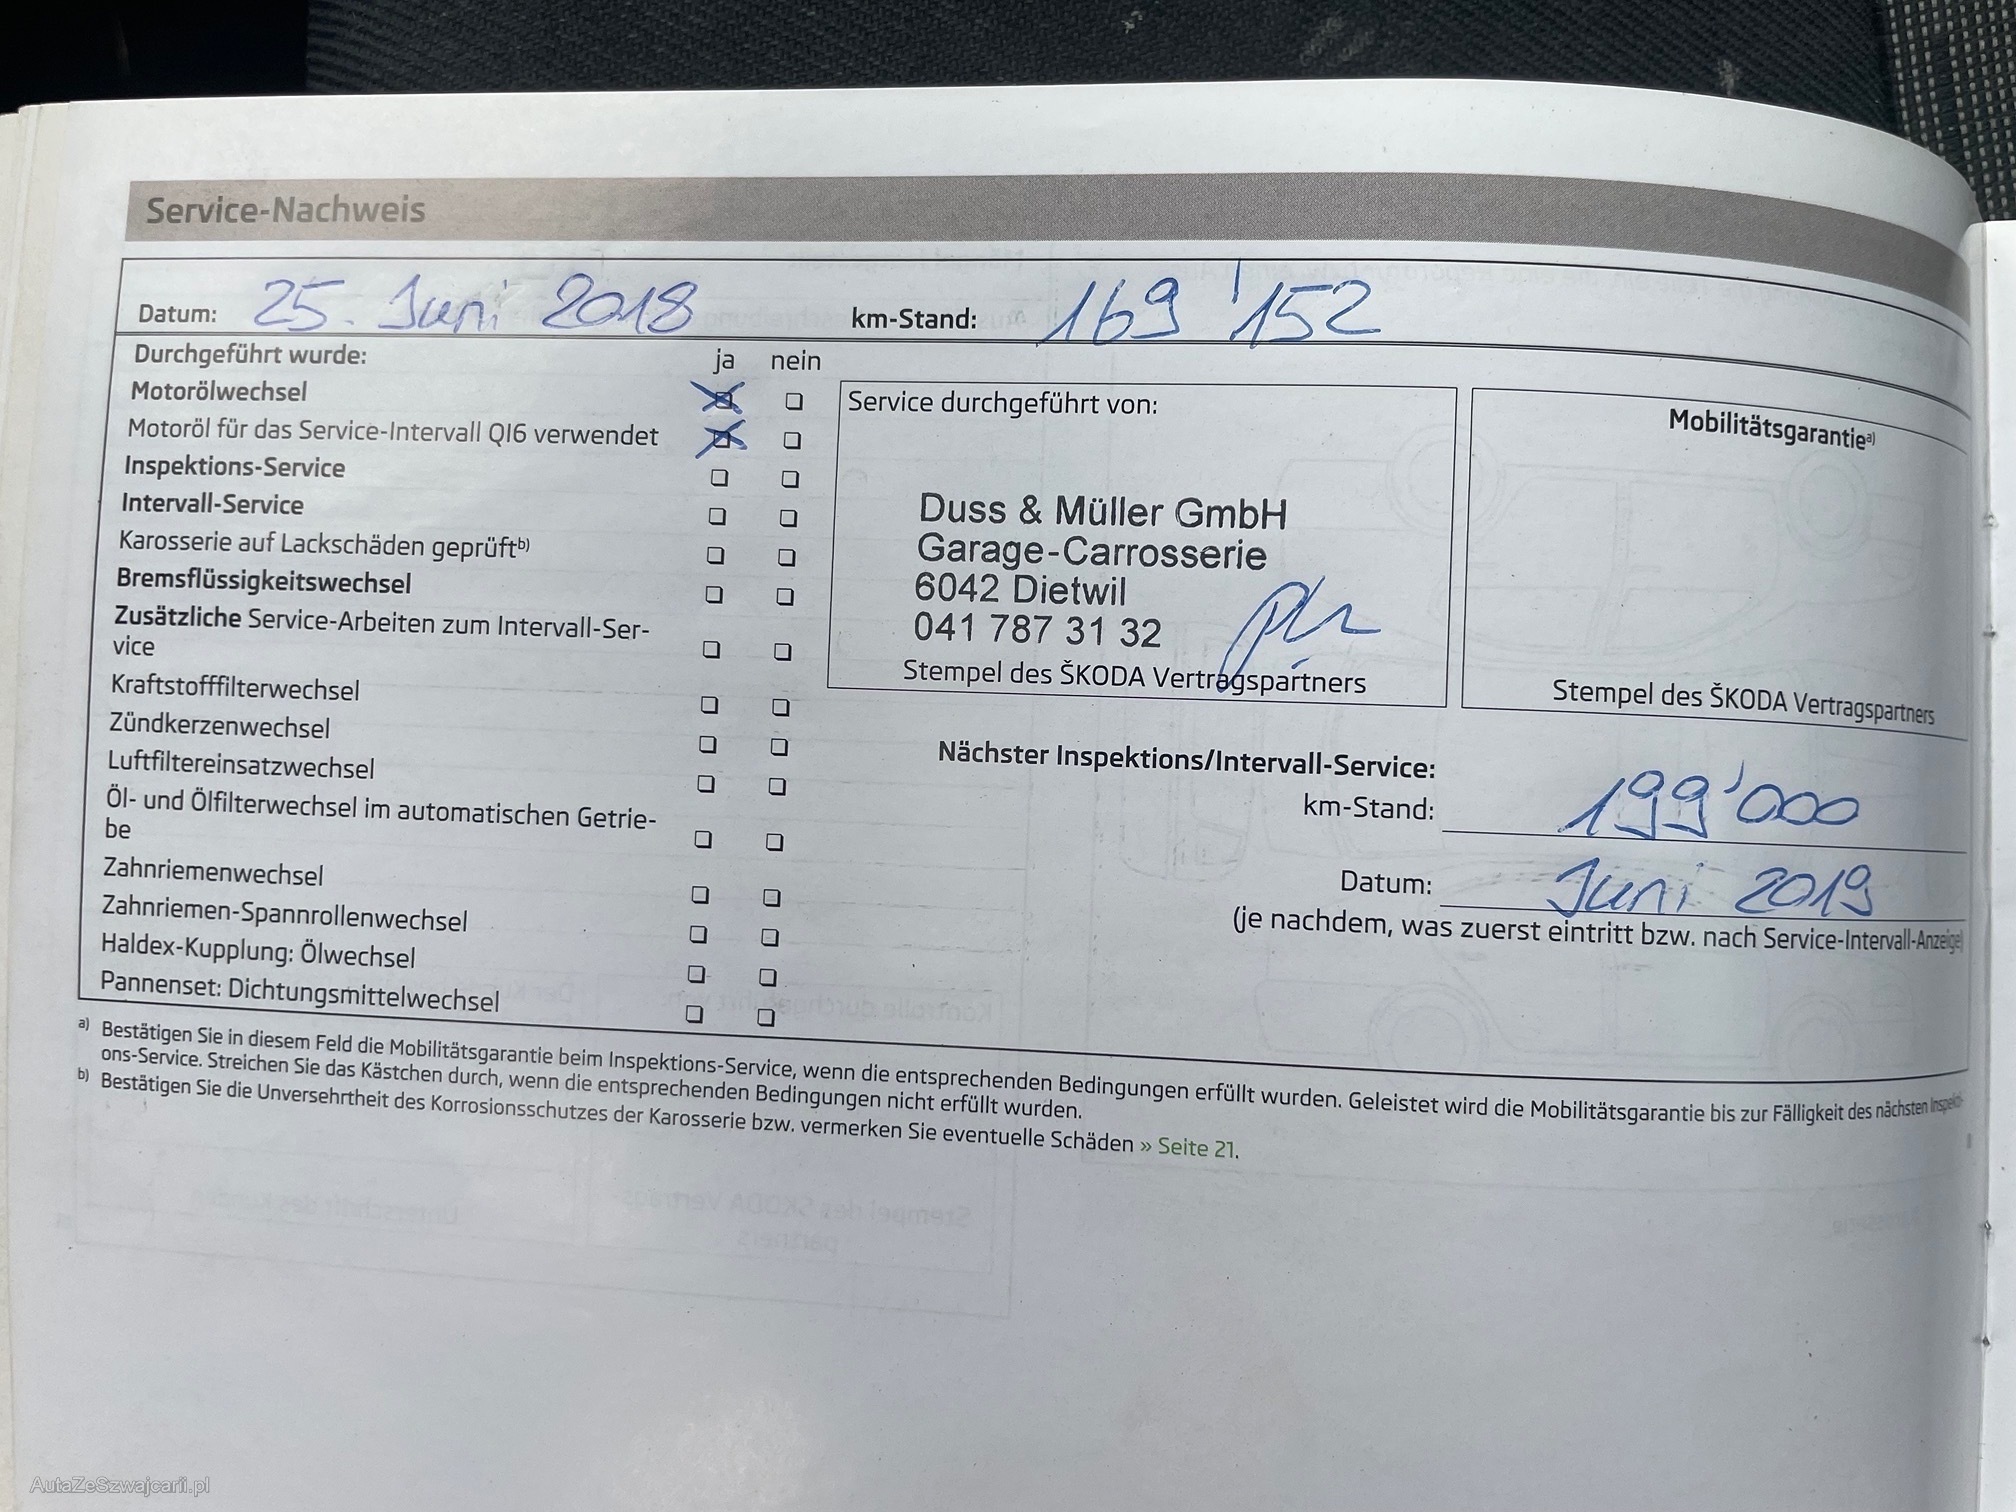 Service-Nachweis
Datum: 25. Juni 2018 km-Stand: 169'152
Durchgeführt wurde: ja nein
Motorölwechsel
Motoröl für das Service-Intervall QI6 verwendet
Inspektions-Service
Intervall-Service
Karosserie auf Lackschäden geprüft b)
Bremsflüssigkeitswechsel
Zusätzliche Service-Arbeiten zum Intervall-Ser-
vice
Kraftstofffilterwechsel
Zündkerzenwechsel
Luftfiltereinsatzwechsel
Öl- und Ölfilterwechsel im automatischen Getrie-
be
Zahnriemenwechsel
Zahnriemen-Spannrollenwechsel
Haldex-Kupplung: Ölwechsel
Pannenset: Dichtungsmittelwechsel
Service durchgeführt von:
Duss & Müller GmbH
Garage-Carrosserie
6042 Dietwil
041 787 31 32
Stempel des ŠKODA Vertragspartners
Mobilitätsgarantie a)
Stempel des ŠKODA Vertragspartners
Nächster Inspektions/Intervall-Service:
km-Stand: 199'000
Datum: Juni 2019
(je nachdem, was zuerst eintritt bzw. nach Service-Intervall-Anzeige)
a) Bestätigen Sie in diesem Feld die Mobilitätsgarantie beim Inspektions-Service, wenn die entsprechenden Bedingungen erfüllt wurden. Geleistet wird die Mobilitätsgarantie bis zur Fälligkeit des nächsten Inspekti-
ons-Service. Streichen Sie das Kästchen durch, wenn die entsprechenden Bedingungen nicht erfüllt wurden.
b) Bestätigen Sie die Unversehrtheit des Korrosionsschutzes der Karosserie bzw. vermerken Sie eventuelle Schäden » Seite 21.
AutaZeSzwajcarii.pl